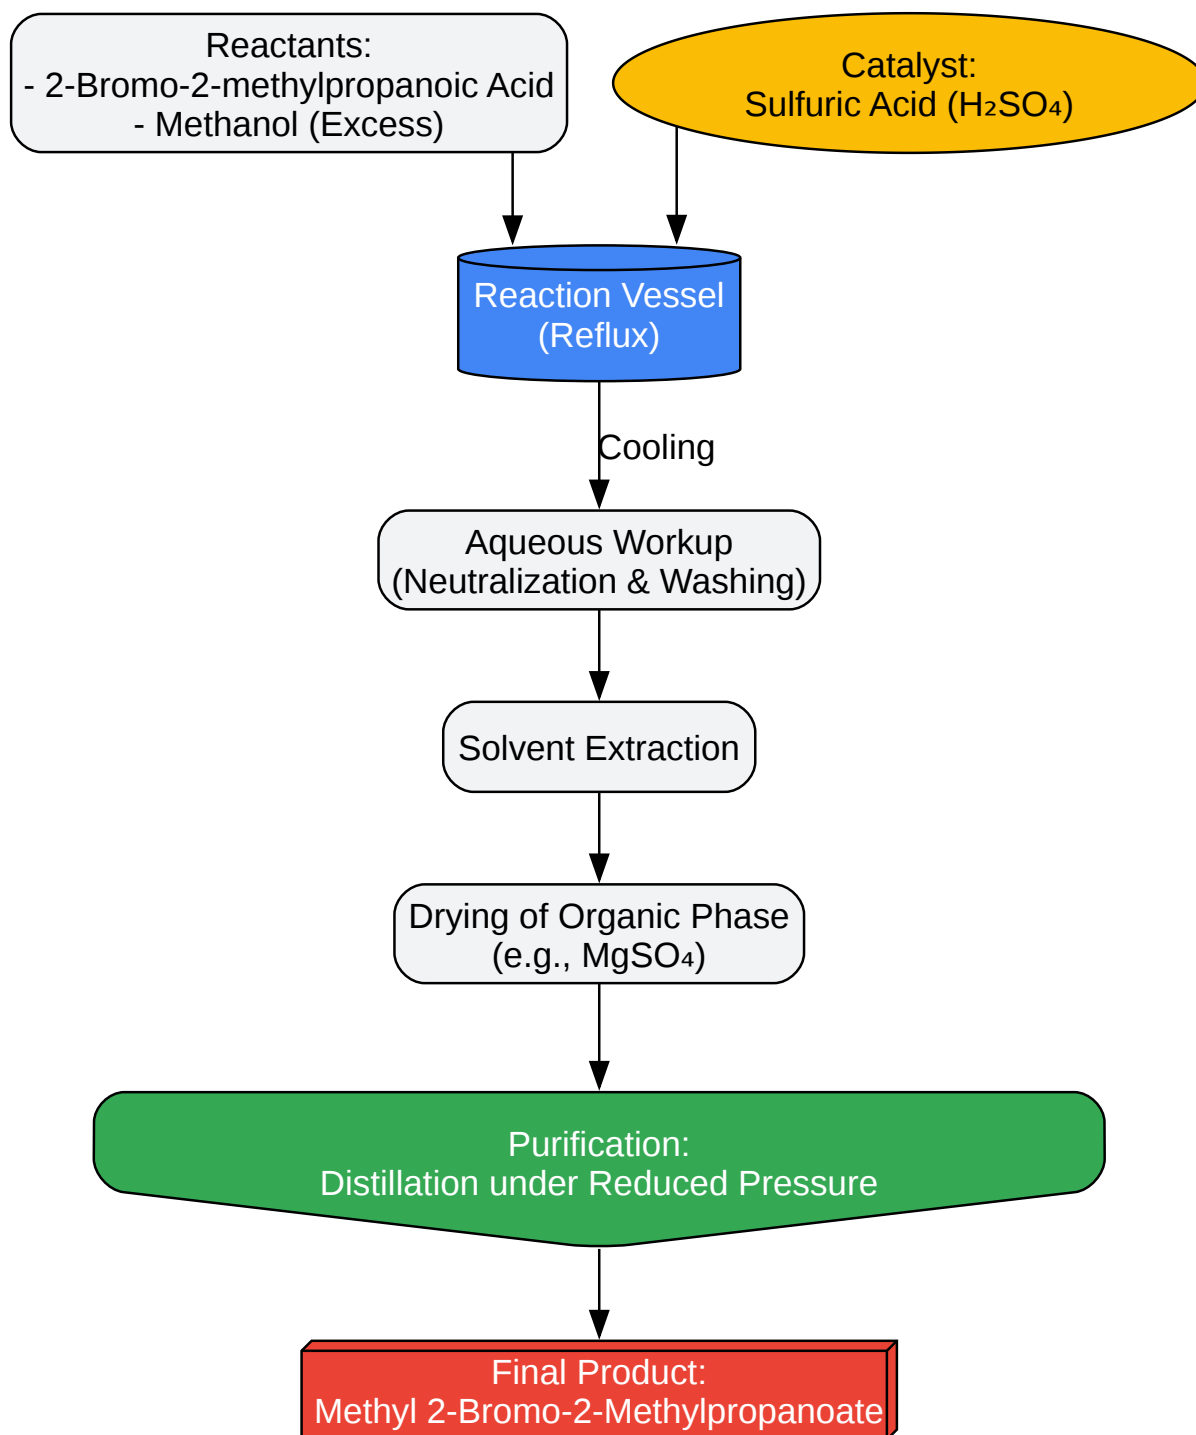 Reactants:
- 2-Bromo-2-methylpropanoic Acid
- Methanol (Excess)
Catalyst:
Sulfuric Acid (H₂SO₄)
Reaction Vessel
(Reflux)
Cooling
Aqueous Workup
(Neutralization & Washing)
Solvent Extraction
Drying of Organic Phase
(e.g., MgSO₄)
Purification:
Distillation under Reduced Pressure
Final Product:
Methyl 2-Bromo-2-Methylpropanoate